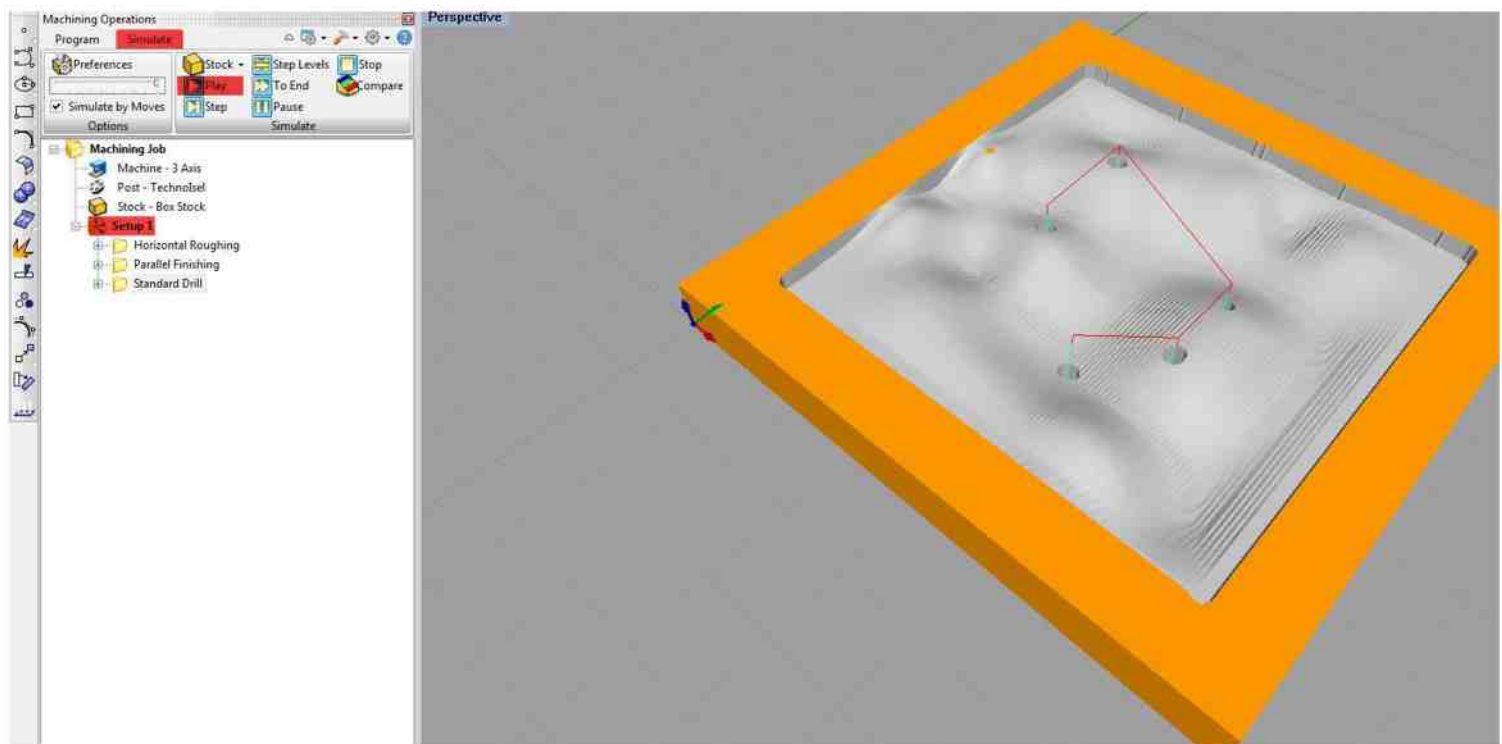 Machining Operations
Perspective
Program Simulate
Preferences Stock Step Levels Stop
C Play To End Compare
Simulate by Moves Step Pause
Options Simulate
Machining Job
Machine - 3 Axis
Post - Technoisel
Stock - Box Stock
Setup 1
Horizontal Roughing
Parallel Finishing
Standard Drill